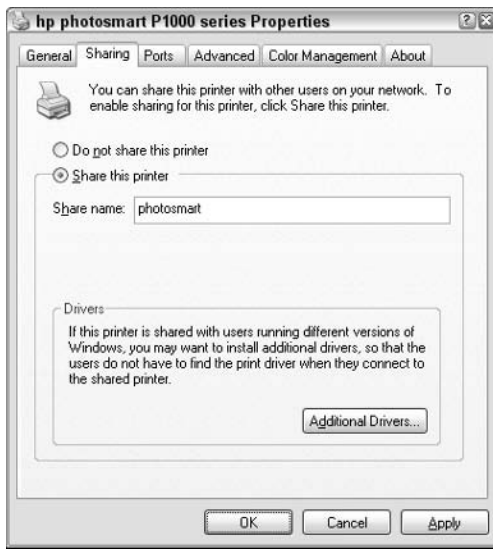 hp photosmart P1000 series Properties
General Sharing Ports Advanced Color Management About
You can share this printer with other users on your network. To
enable sharing for this printer, click Share this printer.
Do not share this printer
Share this printer
Share name: photosmart
Drivers
If this printer is shared with users running different versions of
Windows, you may want to install additional drivers, so that the
users do not have to find the print driver when they connect to
the shared printer.
Additional Drivers...
OK Cancel Apply